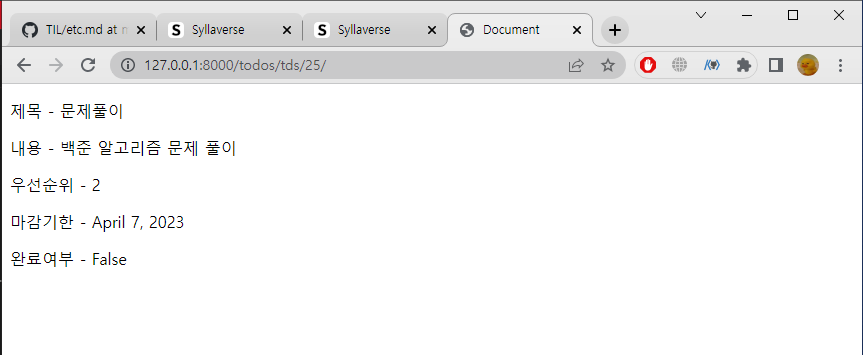 TIL/etc.md at
Syllaverse
Syllaverse
Document
127.0.0.1:8000/todos/tds/25/
제목 - 문제풀이
내용 - 백준 알고리즘 문제 풀이
우선순위 - 2
마감기한 - April 7, 2023
완료여부 - False